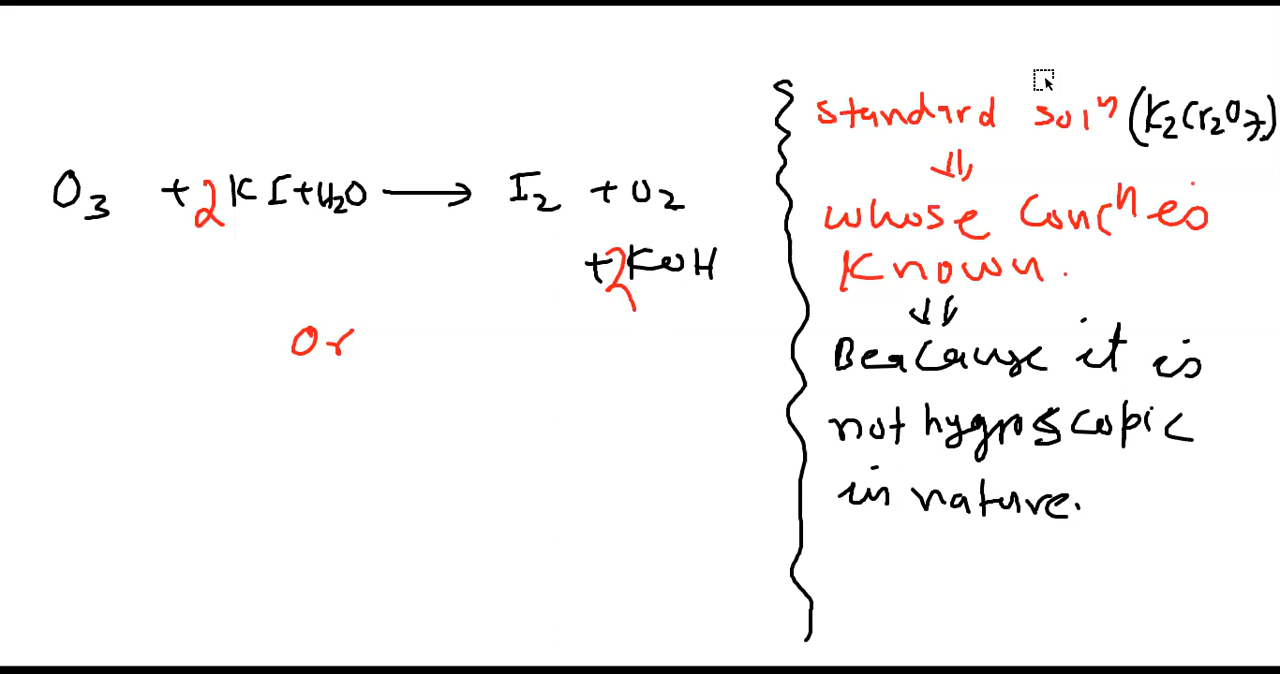 O₃ + 2KI + H₂O ⟶ I₂ + O₂
+ 2KOH
Or
standard solⁿ (K₂Cr₂O₇)
⇓
whose Concⁿ is
Known.
⇓
Beacause it is
not hygroscopic
in nature.